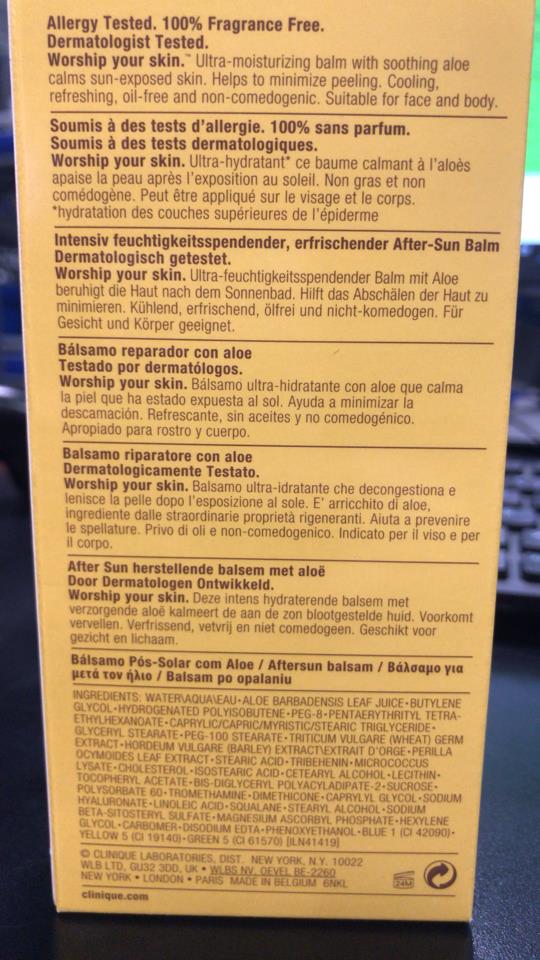 Allergy Tested. 100% Fragrance Free.
Dermatologist Tested.
Worship your skin.™ Ultra-moisturizing balm with soothing aloe
calms sun-exposed skin. Helps to minimize peeling. Cooling,
refreshing, oil-free and non-comedogenic. Suitable for face and body.
Soumis à des tests d'allergie. 100% sans parfum.
Soumis à des tests dermatologiques.
Worship your skin. Ultra-hydratant* ce baume calmant à l'aloès
apaise la peau après l'exposition au soleil. Non gras et non
comédogène. Peut être appliqué sur le visage et le corps.
*hydratation des couches supérieures de l'épiderme
Intensiv feuchtigkeitsspendender, erfrischender After-Sun Balm
Dermatologisch getestet.
Worship your skin. Ultra-feuchtigkeitsspendender Balm mit Aloe
beruhigt die Haut nach dem Sonnenbad. Hilft das Abschälen der Haut zu
minimieren. Kühlend, erfrischend, ölfrei und nicht-komedogen. Für
Gesicht und Körper geeignet.
Bálsamo reparador con aloe
Testado por dermatólogos.
Worship your skin. Bálsamo ultra-hidratante con aloe que calma
la piel que ha estado expuesta al sol. Ayuda a minimizar la
descamación. Refrescante, sin aceites y no comedogénico.
Apropiado para rostro y cuerpo.
Balsamo riparatore con aloe
Dermatologicamente Testato.
Worship your skin. Balsamo ultra-idratante che decongestiona e
lenisce la pelle dopo l'esposizione al sole. E' arricchito di aloe,
ingrediente dalle straordinarie proprietà rigeneranti. Aiuta a prevenire
le spellature. Privo di oli e non-comedogenico. Indicato per il viso e per
il corpo.
After Sun herstellende balsem met aloë
Door Dermatologen Ontwikkeld.
Worship your skin. Deze intens hydraterende balsem met
verzorgende aloë kalmeert de aan de zon blootgestelde huid. Voorkomt
vervellen. Verfrissend, vetvrij en niet comedogeen. Geschikt voor
gezicht en lichaam.
Bálsamo Pós-Solar com Aloe / Aftersun balsam / Βάλσαμο για
μετά τον ήλιο / Balsam po opalaniu
INGREDIENTS: WATER\AQUA\EAU • ALOE BARBADENSIS LEAF JUICE • BUTYLENE
GLYCOL • HYDROGENATED POLYISOBUTENE • PEG-8 • PENTAERYTHRITYL TETRA-
ETHYLHEXANOATE • CAPRYLIC/CAPRIC/MYRISTIC/STEARIC TRIGLYCERIDE •
GLYCERYL STEARATE • PEG-100 STEARATE • TRITICUM VULGARE (WHEAT) GERM
EXTRACT • HORDEUM VULGARE (BARLEY) EXTRACT\EXTRAIT D'ORGE • PERILLA
OCYMOIDES LEAF EXTRACT • STEARIC ACID • TRIBEHENIN • MICROCOCCUS
LYSATE • CHOLESTEROL • ISOSTEARIC ACID • CETEARYL ALCOHOL • LECITHIN •
TOCOPHERYL ACETATE • BIS-DIGLYCERYL POLYACYLADIPATE-2 • SUCROSE •
POLYSORBATE 60 • TROMETHAMINE • DIMETHICONE • CAPRYLYL GLYCOL • SODIUM
HYALURONATE • LINOLEIC ACID • SQUALANE • STEARYL ALCOHOL • SODIUM
BETA-SITOSTERYL SULFATE • MAGNESIUM ASCORBYL PHOSPHATE • HEXYLENE
GLYCOL • CARBOMER • DISODIUM EDTA • PHENOXYETHANOL • BLUE 1 (CI 42090) •
YELLOW 5 (CI 19140) • GREEN 5 (CI 61570) [ILN41419]
© CLINIQUE LABORATORIES, DIST. NEW YORK, N.Y. 10022
WLB LTD, GU32 3DD, UK • WLBS NV, OEVEL BE-2260
NEW YORK • LONDON • PARIS MADE IN BELGIUM 6NKL
24M
clinique.com